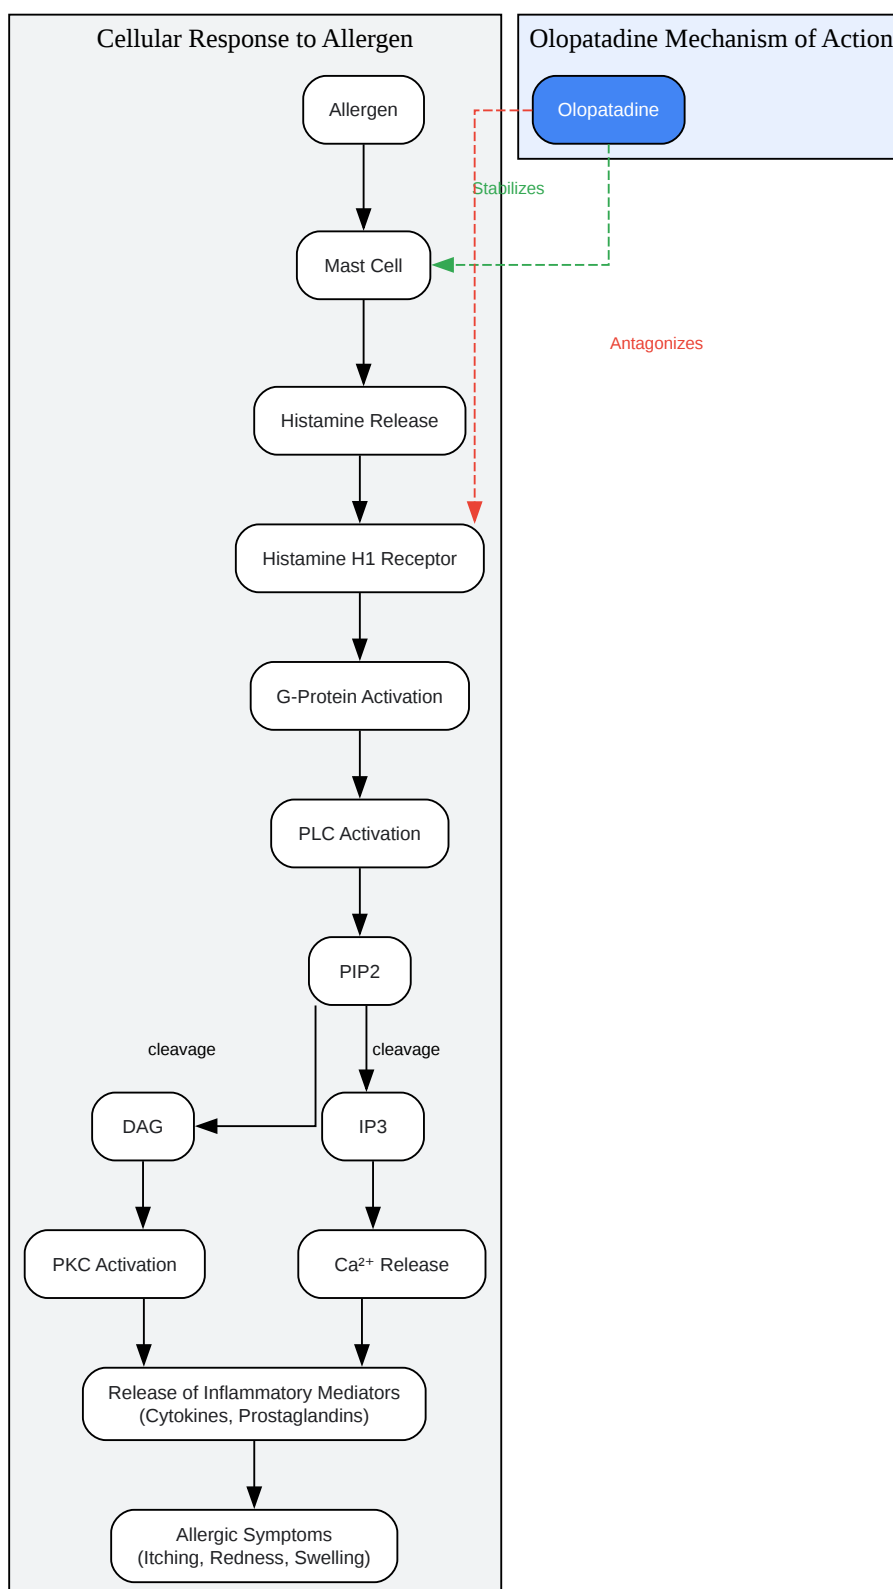 Cellular Response to Allergen
Olopatadine Mechanism of Action
Allergen
Olopatadine
Stabilizes
Mast Cell
Antagonizes
Histamine Release
Histamine H1 Receptor
G-Protein Activation
PLC Activation
PIP2
cleavage
cleavage
DAG
IP3
PKC Activation
Ca²⁺ Release
Release of Inflammatory Mediators
(Cytokines, Prostaglandins)
Allergic Symptoms
(Itching, Redness, Swelling)